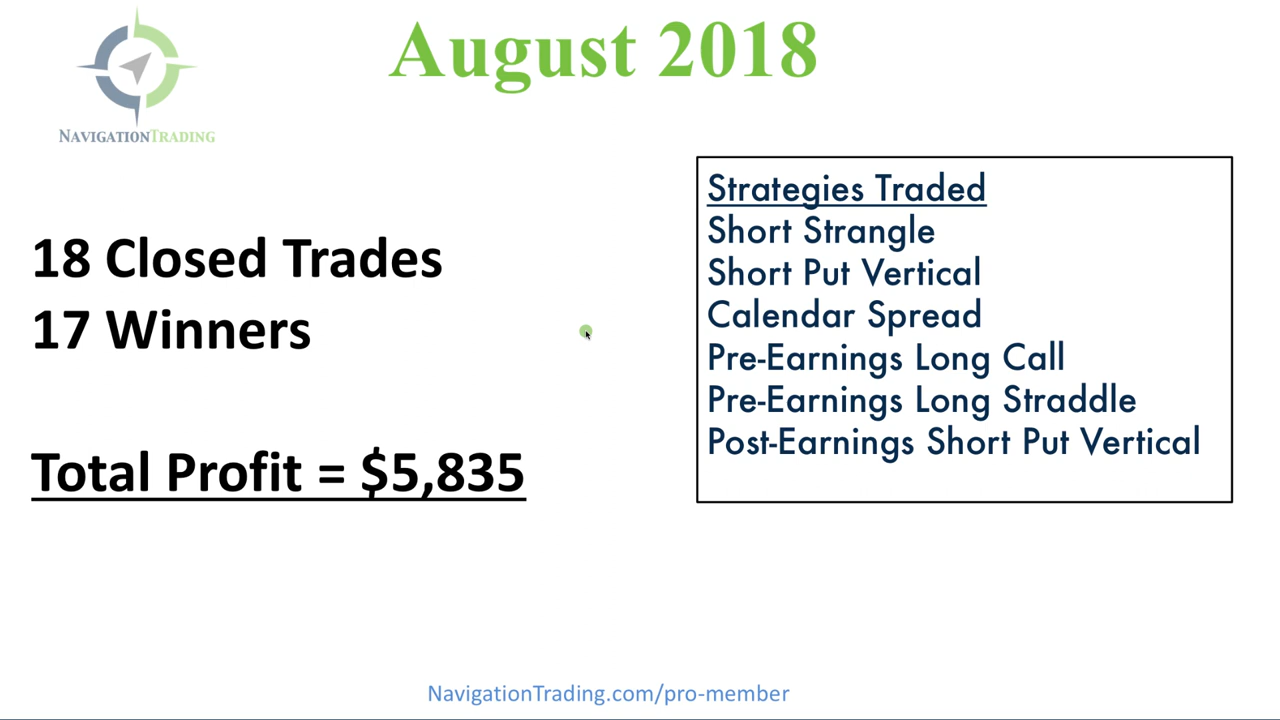 August 2018
NAVIGATIONTRADING
Strategies Traded
Short Strangle
Short Put Vertical
Calendar Spread
Pre-Earnings Long Call
Pre-Earnings Long Straddle
Post-Earnings Short Put Vertical
18 Closed Trades
17 Winners
Total Profit = $5,835
NavigationTrading.com/pro-member